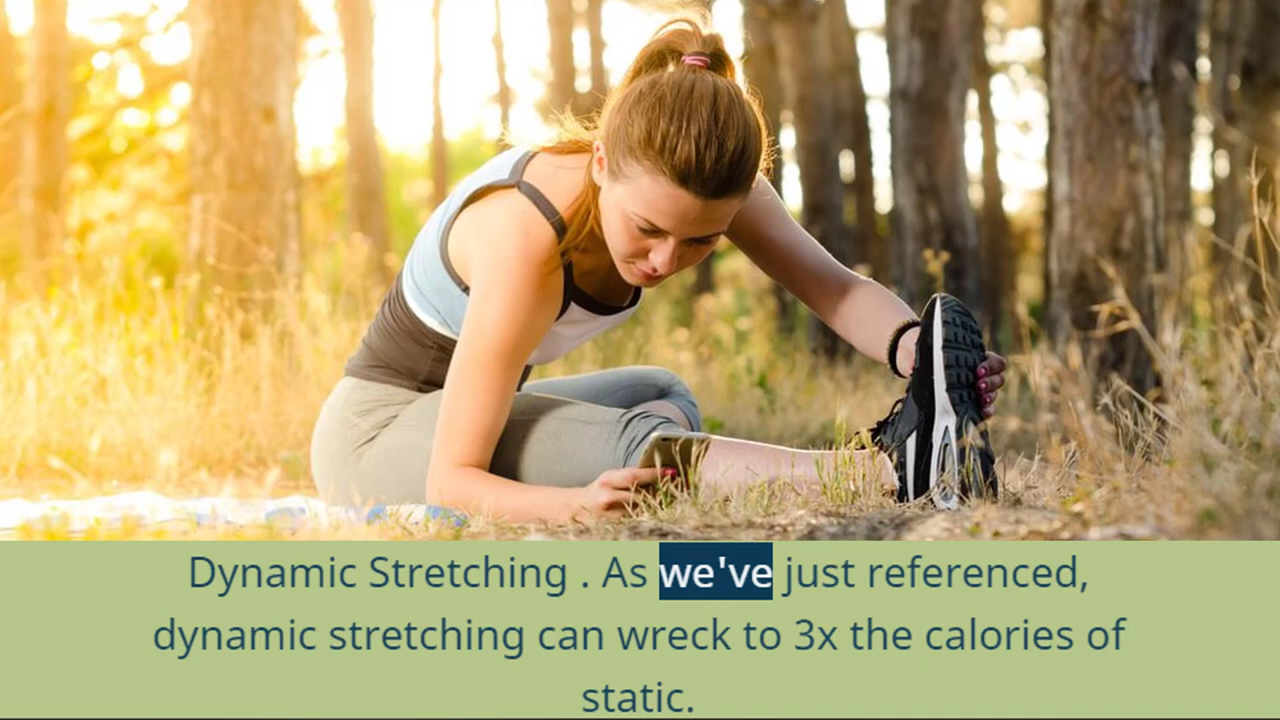 Dynamic Stretching . As we've just referenced,
dynamic stretching can wreck to 3x the calories of
static.